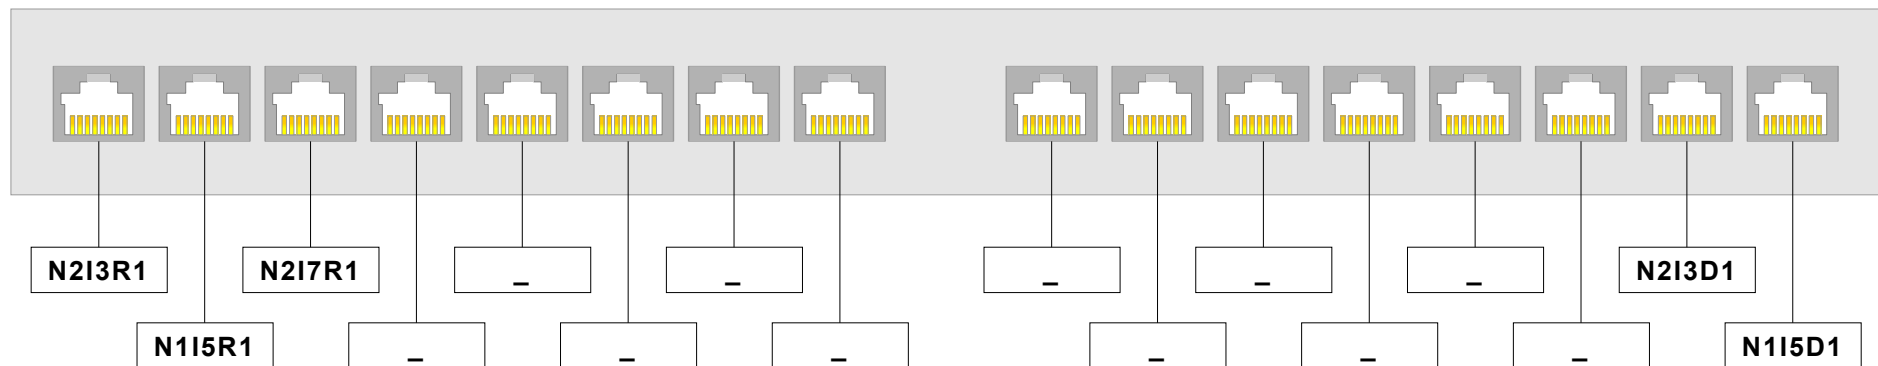 N2I3R1 N2I7R1 _ _ _ _ _ N2I3D1
N1I5R1 _ _ _ _ _ _ N1I5D1